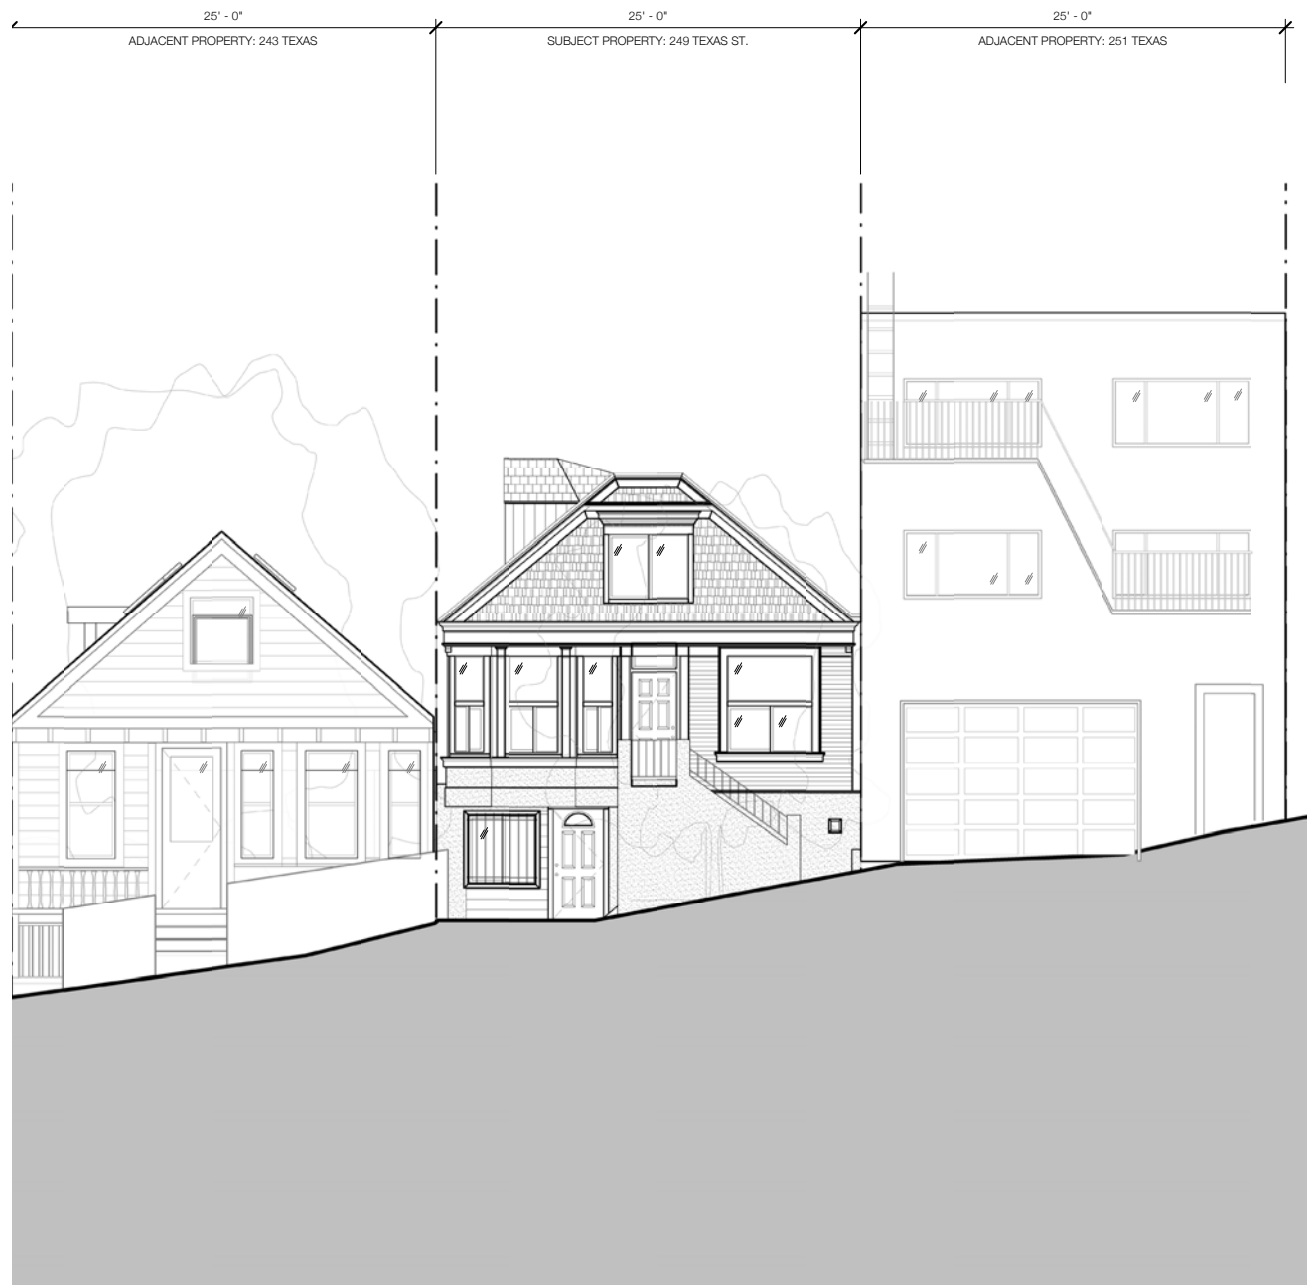 25' - 0"
25' - 0"
25' - 0"
ADJACENT PROPERTY: 243 TEXAS
SUBJECT PROPERTY: 249 TEXAS ST.
ADJACENT PROPERTY: 251 TEXAS